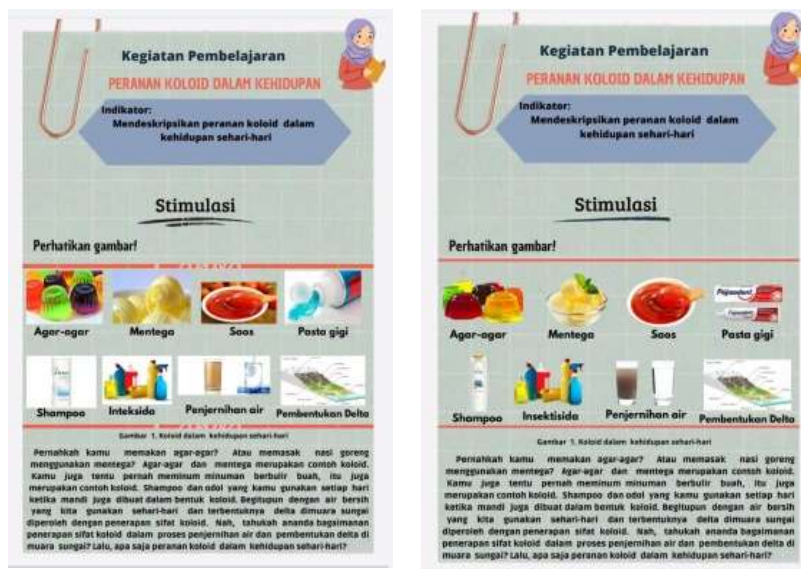 Kegiatan Pembelajaran
PERANAN KOLOID DALAM KEHIDUPAN
Indikator:
Mendeskripsikan peranan koloid dalam
kehidupan sehari-hari
Stimulasi
Perhatikan gambar!
Agar-agar Mentega Saos Pasta gigi
Shampoo Inteksida Penjernihan air Pembentukan Delta
Gambar 1. Koloid dalam kehidupan sehari-hari
Pernahkah kamu memakan agar-agar? Atau memasak nasi goreng
menggunakan mentega? Agar-agar dan mentega merupakan contoh koloid.
Kamu juga tentu pernah meminum minuman berbulir buah, itu juga
merupakan contoh koloid. Shampoo dan odol yang kamu gunakan setiap hari
ketika mandi juga dibuat dalam bentuk koloid. Begitupun dengan air bersih
yang kita gunakan sehari-hari dan terbentuknya delta dimuara sungai
diperoleh dengan penerapan sifat koloid. Nah, tahukah ananda bagaimanan
penerapan sifat koloid dalam proses penjernihan air dan pembentukan delta di
muara sungai? Lalu, apa saja peranan koloid dalam kehidupan sehari-hari?
Kegiatan Pembelajaran
PERANAN KOLOID DALAM KEHIDUPAN
Indikator:
Mendeskripsikan peranan koloid dalam
kehidupan sehari-hari
Stimulasi
Perhatikan gambar!
Pepsodent
Agar-agar Mentega Saos Pasta gigi
Shampoo Insektisida Penjernihan air Pembentukan Delta
Gambar 1. Koloid dalam kehidupan sehari-hari
Pernahkah kamu memakan agar-agar? Atau memasak nasi goreng
menggunakan mentega? Agar-agar dan mentega merupakan contoh koloid.
Kamu juga tentu pernah meminum minuman berbulir buah, itu juga
merupakan contoh koloid. Shampoo dan odol yang kamu gunakan setiap hari
ketika mandi juga dibuat dalam bentuk koloid. Begitupun dengan air bersih
yang kita gunakan sehari-hari dan terbentuknya delta dimuara sungai
diperoleh dengan penerapan sifat koloid. Nah, tahukah ananda bagaimanan
penerapan sifat koloid dalam proses penjernihan air dan pembentukan delta di
muara sungai? Lalu, apa saja peranan koloid dalam kehidupan sehari-hari?